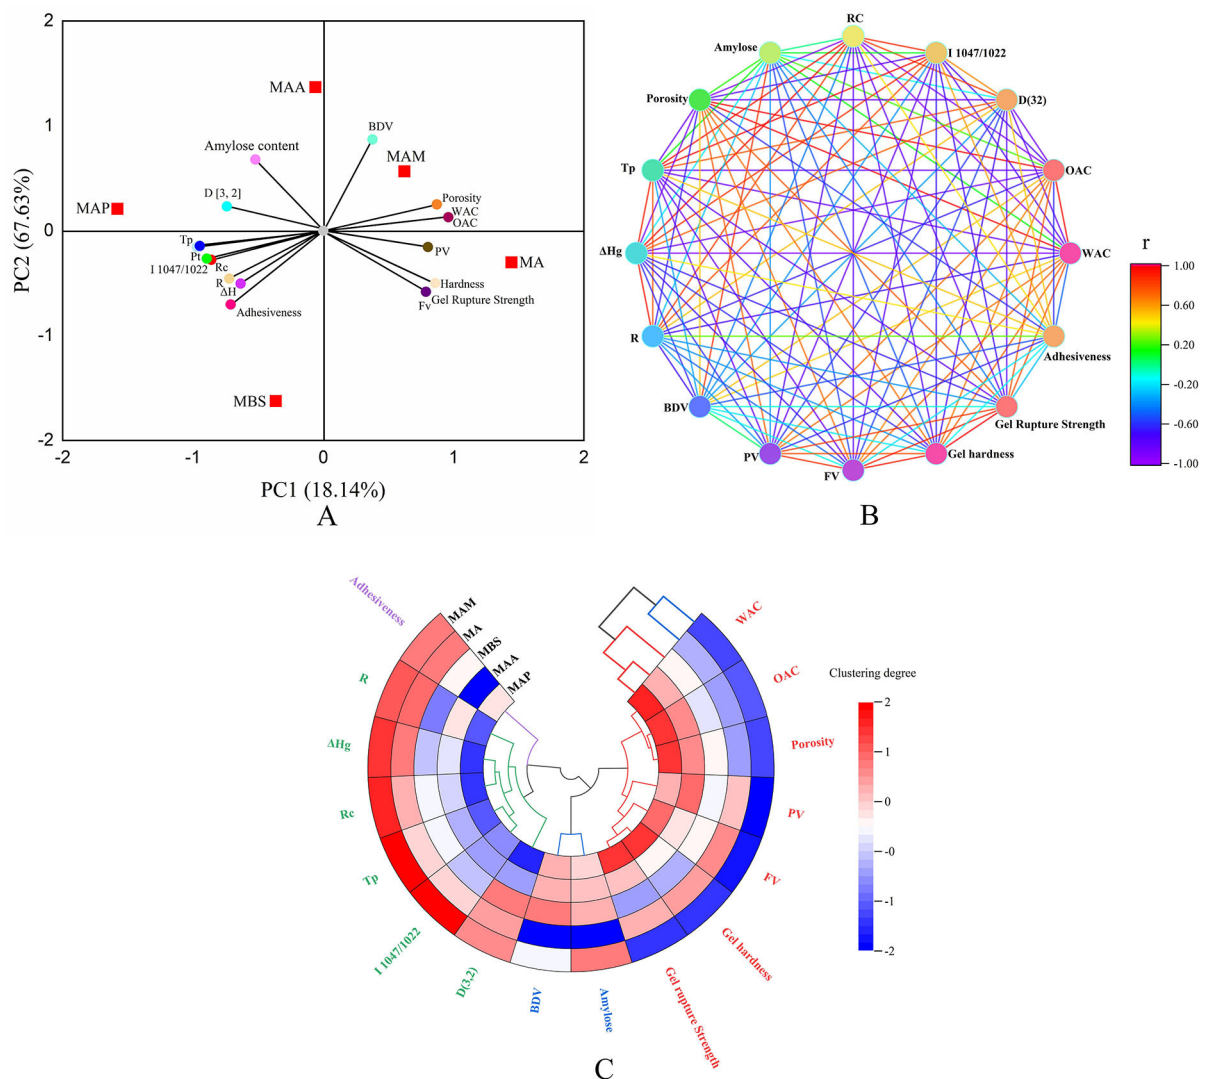 2
1
0
-1
-2
PC2 (67.63%)
MAA
BDV
Amylose content
MAM
D [3, 2]
Porosity
MAP
WAC
OAC
Tp
PV
Pt
I 1047/1022
Rc
MA
R
Hardness
ΔH
Gel Rupture Strength
Adhesiveness
Fv
MBS
-2
-1
0
1
2
PC1 (18.14%)
A
RC
Amylose
I 1047/1022
Porosity
D(32)
Tp
OAC
ΔHg
WAC
R
Adhesiveness
BDV
Gel Rupture Strength
PV
Gel hardness
FV
r
1.00
0.60
0.20
-0.20
-0.60
-1.00
B
Adhesiveness
R
ΔHg
Rc
Tp
I 1047/1022
D(3,2)
BDV
Amylose
Gel rupture Strength
Gel hardness
FV
PV
Porosity
OAC
WAC
MAM
MA
MBS
MAA
MAP
Clustering degree
2
1
0
-0
-1
-2
C